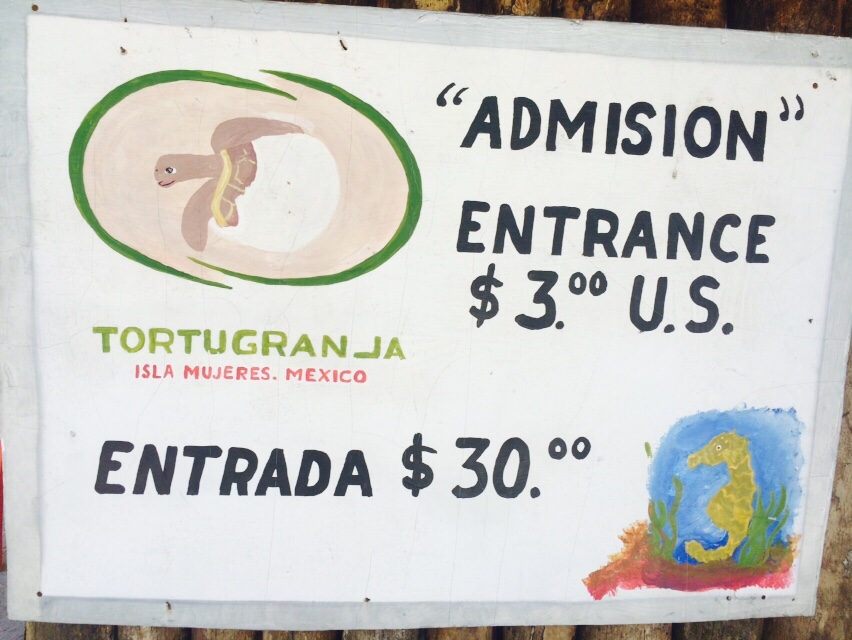 "ADMISION"
ENTRANCE
$ 3.00 U.S.
TORTUGRANJA
ISLA MUJERES. MEXICO
ENTRADA $ 30.00